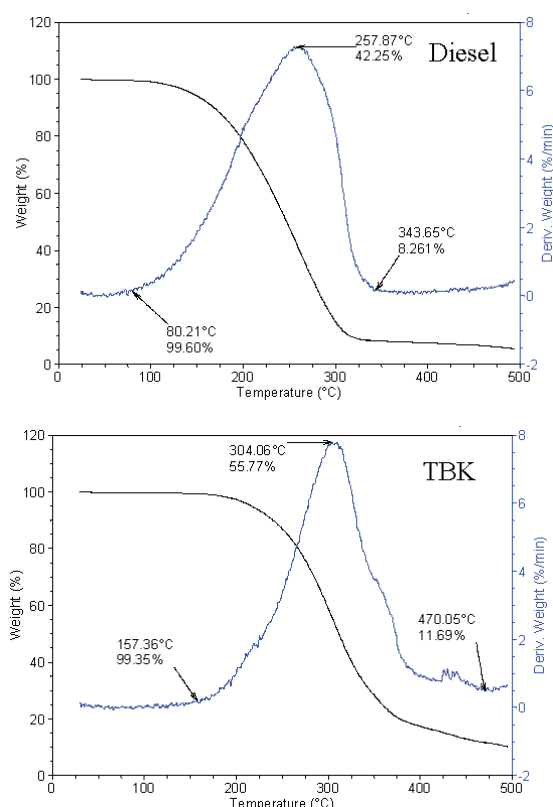 120
100
80
60
40
20
0
Weight (%)
257.87°C
42.25%
Diesel
343.65°C
8.261%
80.21°C
99.60%
8
6
4
2
0
-2
Deriv. Weight (%/min)
0 100 200 300 400 500
Temperature (°C)
120
100
80
60
40
20
0
Weight (%)
304.06°C
55.77%
TBK
157.36°C
99.35%
470.05°C
11.69%
8
6
4
2
0
-2
Deriv. Weight (%/min)
0 100 200 300 400 500
Temperature (°C)